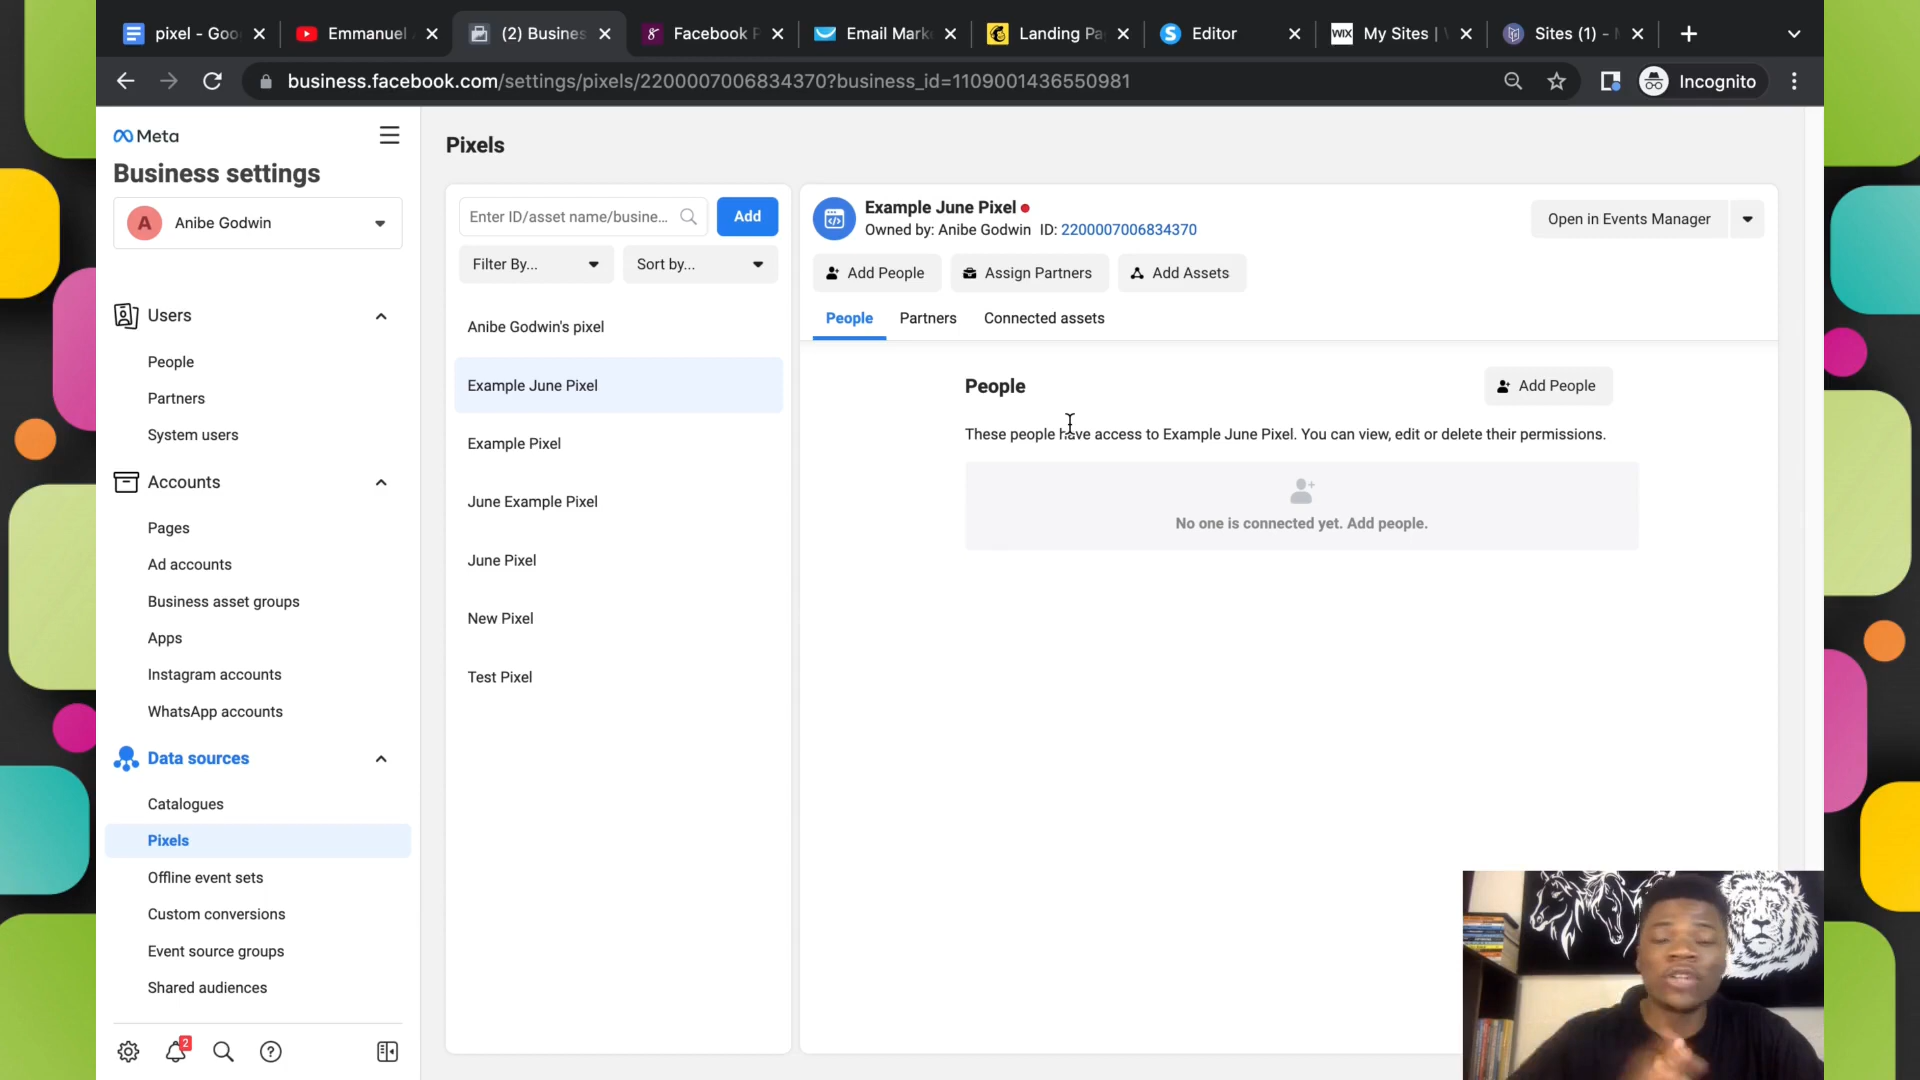 pixel - Goo
Emmanuel
(2) Busines
Facebook P
Email Mark
Landing Pa
Editor
My Sites |
Sites (1) -
business.facebook.com/settings/pixels/2200007006834370?business_id=1109001436550981
Incognito
Meta
Business settings
A Anibe Godwin
Users
People
Partners
System users
Accounts
Pages
Ad accounts
Business asset groups
Apps
Instagram accounts
WhatsApp accounts
Data sources
Catalogues
Pixels
Offline event sets
Custom conversions
Event source groups
Shared audiences
2
Pixels
Enter ID/asset name/busine...
Add
Filter By...
Sort by...
Anibe Godwin's pixel
Example June Pixel
Example Pixel
June Example Pixel
June Pixel
New Pixel
Test Pixel
Example June Pixel
Owned by: Anibe Godwin ID: 2200007006834370
Open in Events Manager
Add People
Assign Partners
Add Assets
People
Partners
Connected assets
People
Add People
These people have access to Example June Pixel. You can view, edit or delete their permissions.
No one is connected yet. Add people.